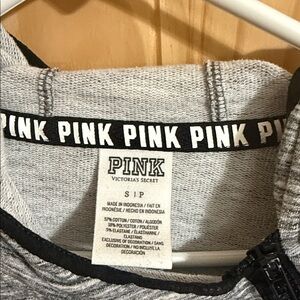 PINK PINK PINK PINK PI
PINK
VICTORIA'S SECRET
S | P
MADE IN INDONESIA / FAIT EN
INDONÉSIE / HECHO EN INDONESIA
57% COTTON / COTON / ALGODÓN
38% POLYESTER / POLIÉSTER
5% ELASTANE / ÉLASTHANNE /
ELASTANO
EXCLUSIVE OF DECORATION / SANS
DÉCORATION / NO INCLUYE LA
DECORACIÓN